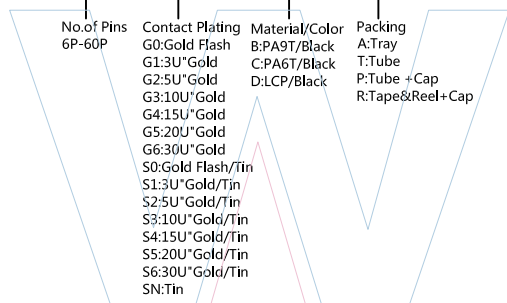 No.of Pins
6P-60P
Contact Plating
G0:Gold Flash
G1:3U"Gold
G2:5U"Gold
G3:10U"Gold
G4:15U"Gold
G5:20U"Gold
G6:30U"Gold
S0:Gold Flash/Tin
S1:3U"Gold/Tin
S2:5U"Gold/Tin
S3:10U"Gold/Tin
S4:15U"Gold/Tin
S5:20U"Gold/Tin
S6:30U"Gold/Tin
SN:Tin
Material/Color
B:PA9T/Black
C:PA6T/Black
D:LCP/Black
Packing
A:Tray
T:Tube
P:Tube +Cap
R:Tape&Reel+Cap